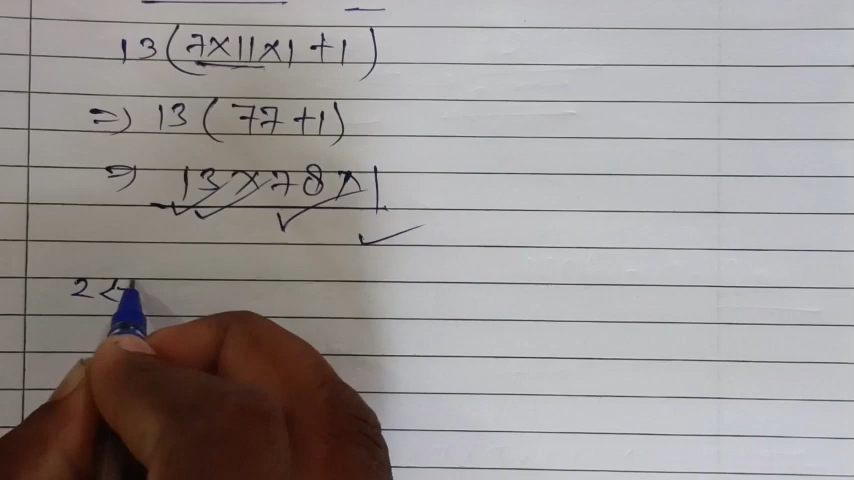 13(7×11×1+1)
⇒ 13(77+1)
⇒ 13×78×1
2